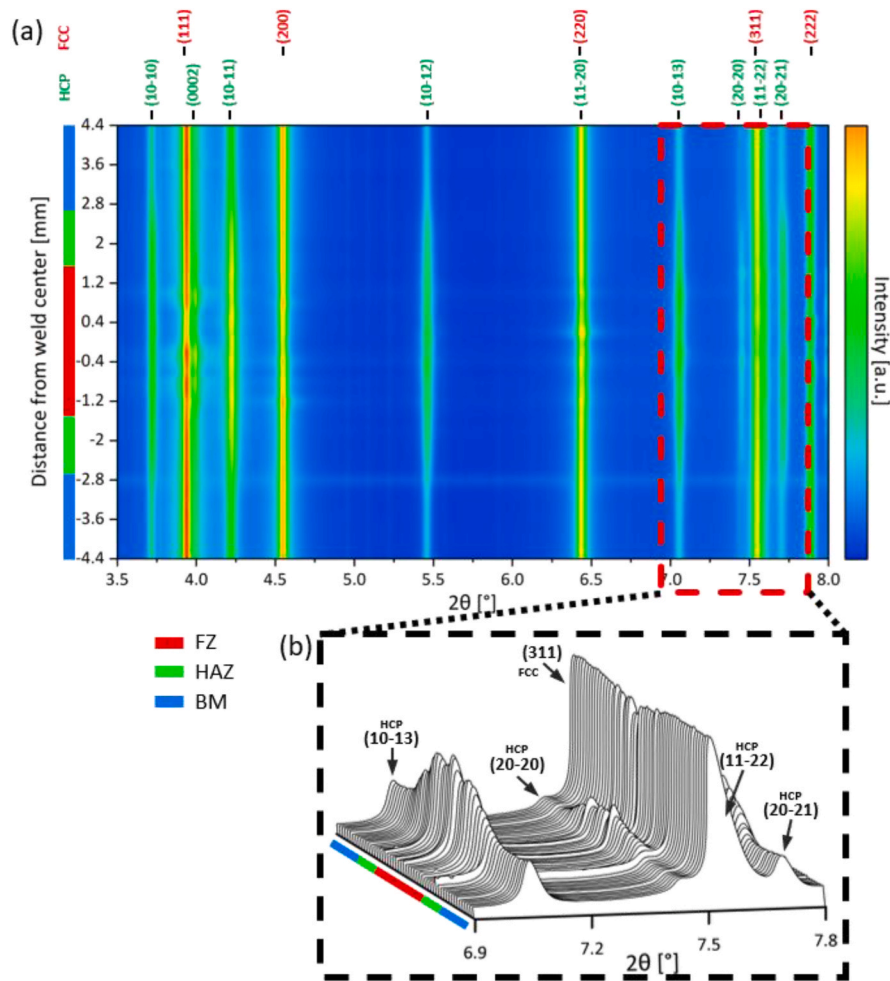 (a)
FCC
(111)
(200)
(220)
(311)
(222)
HCP
(10-10)
(0002)
(10-11)
(10-12)
(11-20)
(10-13)
(20-20)
(11-22)
(20-21)
Distance from weld center [mm]
4.4
3.6
2.8
2
1.2
0.4
-0.4
-1.2
-2
-2.8
-3.6
-4.4
3.5
4.0
4.5
5.0
5.5
6.0
6.5
7.0
7.5
8.0
2θ [°]
Intensity [a.u.]
FZ
HAZ
BM
(b)
(311)
FCC
HCP
(10-13)
HCP
(20-20)
HCP
(11-22)
HCP
(20-21)
6.9
7.2
7.5
7.8
2θ [°]